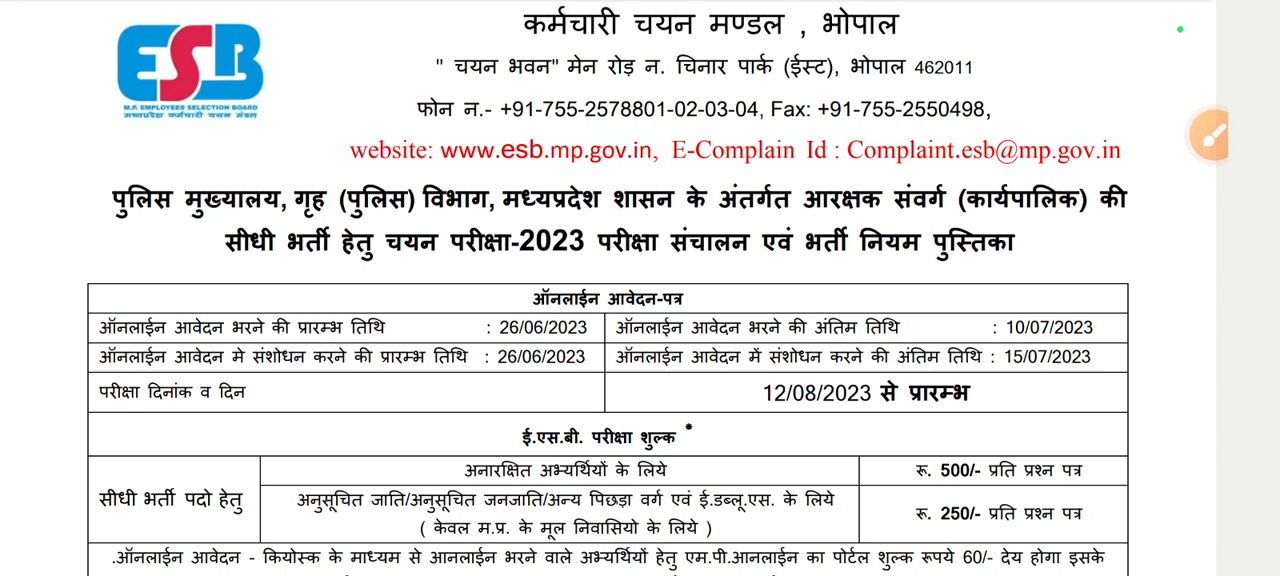 ESB
M.P. EMPLOYEES SELECTION BOARD
मध्यप्रदेश कर्मचारी चयन मंडल
कर्मचारी चयन मण्डल , भोपाल
" चयन भवन" मेन रोड़ न. चिनार पार्क (ईस्ट), भोपाल 462011
फोन न.- +91-755-2578801-02-03-04, Fax: +91-755-2550498,
website: www.esb.mp.gov.in, E-Complain Id : Complaint.esb@mp.gov.in
पुलिस मुख्यालय, गृह (पुलिस) विभाग, मध्यप्रदेश शासन के अंतर्गत आरक्षक संवर्ग (कार्यपालिक) की
सीधी भर्ती हेतु चयन परीक्षा-2023 परीक्षा संचालन एवं भर्ती नियम पुस्तिका
ऑनलाईन आवेदन-पत्र
ऑनलाईन आवेदन भरने की प्रारम्भ तिथि : 26/06/2023 ऑनलाईन आवेदन भरने की अंतिम तिथि : 10/07/2023
ऑनलाईन आवेदन मे संशोधन करने की प्रारम्भ तिथि : 26/06/2023 ऑनलाईन आवेदन में संशोधन करने की अंतिम तिथि : 15/07/2023
परीक्षा दिनांक व दिन 12/08/2023 से प्रारम्भ
ई.एस.बी. परीक्षा शुल्क *
सीधी भर्ती पदो हेतु
अनारक्षित अभ्यर्थियों के लिये रू. 500/- प्रति प्रश्न पत्र
अनुसूचित जाति/अनुसूचित जनजाति/अन्य पिछड़ा वर्ग एवं ई.डब्लू.एस. के लिये
( केवल म.प्र. के मूल निवासियो के लिये ) रू. 250/- प्रति प्रश्न पत्र
.ऑनलाईन आवेदन - कियोस्क के माध्यम से आनलाईन भरने वाले अभ्यर्थियों हेतु एम.पी.आनलाईन का पोर्टल शुल्क रूपये 60/- देय होगा इसके